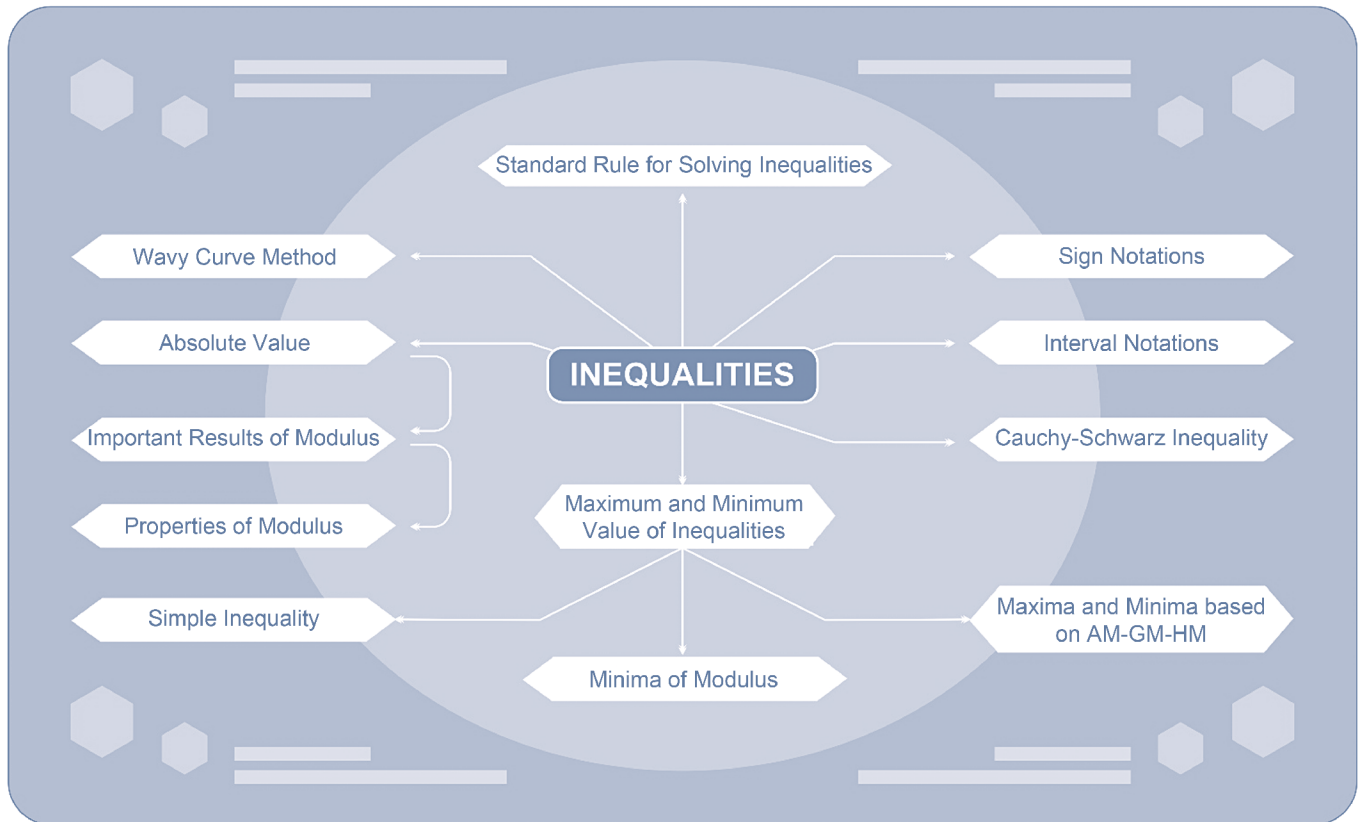 Standard Rule for Solving Inequalities
Wavy Curve Method
Sign Notations
Absolute Value
Interval Notations
INEQUALITIES
Important Results of Modulus
Cauchy-Schwarz Inequality
Maximum and Minimum
Value of Inequalities
Properties of Modulus
Simple Inequality
Maxima and Minima based
on AM-GM-HM
Minima of Modulus